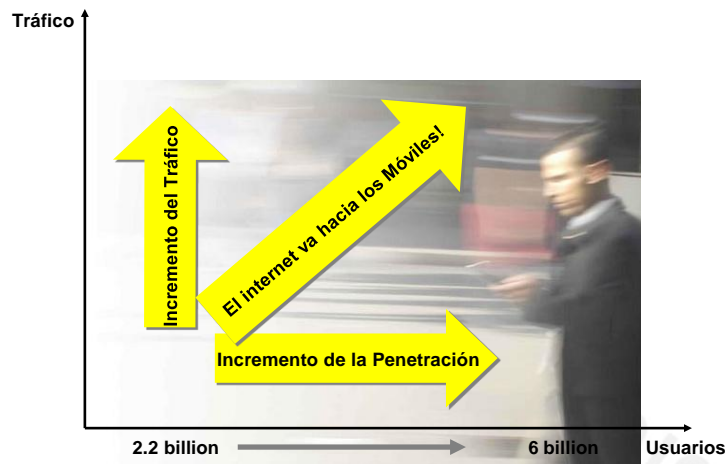 Tráfico
Incremento del Tráfico
El internet va hacia los Móviles!
Incremento de la Penetración
2.2 billion
6 billion
Usuarios